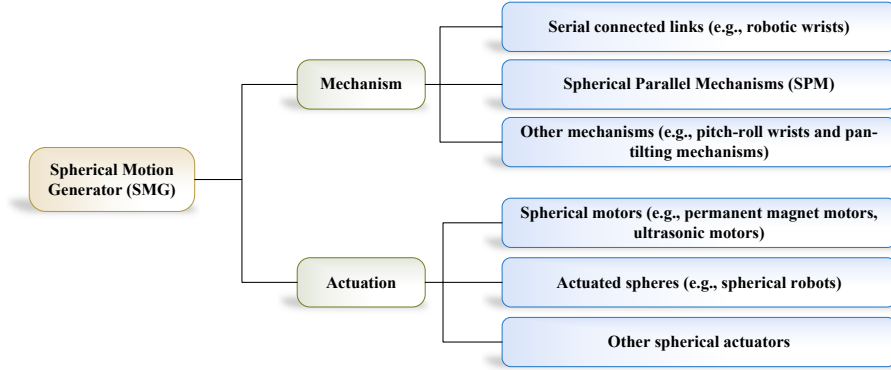 Spherical Motion
Generator (SMG)
Mechanism
Serial connected links (e.g., robotic wrists)
Spherical Parallel Mechanisms (SPM)
Other mechanisms (e.g., pitch-roll wrists and pan-
tilting mechanisms)
Actuation
Spherical motors (e.g., permanent magnet motors,
ultrasonic motors)
Actuated spheres (e.g., spherical robots)
Other spherical actuators